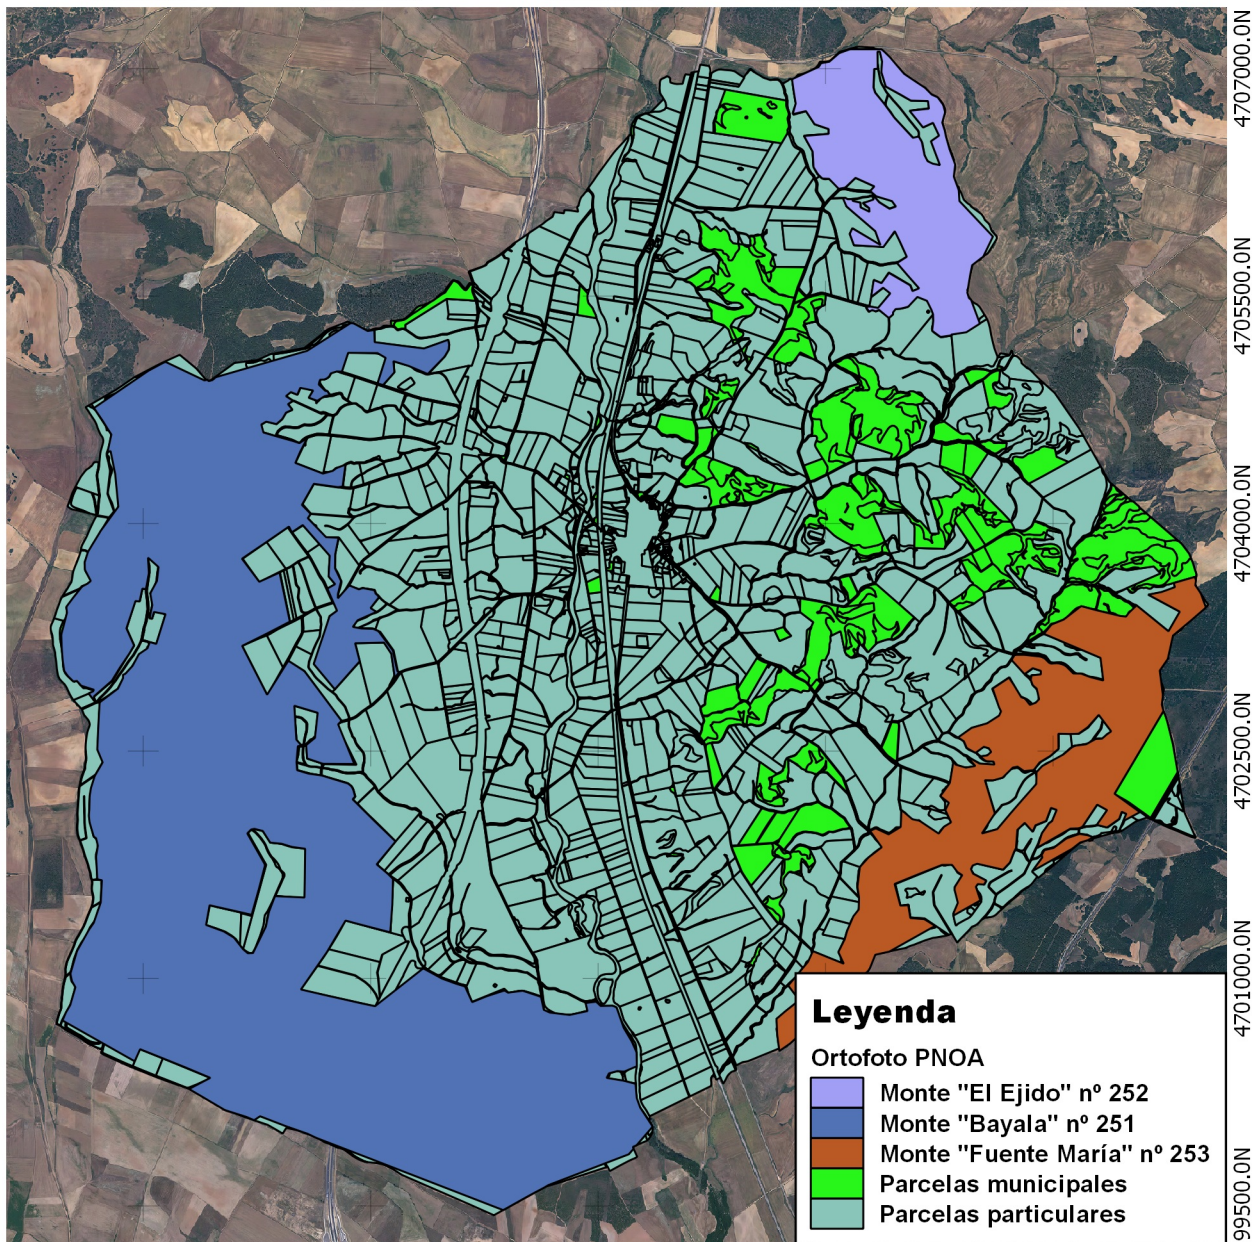 4707000.0N
4705500.0N
4704000.0N
4702500.0N
4701000.0N
99500.0N
Leyenda
Ortofoto PNOA
Monte "El Ejido" nº 252
Monte "Bayala" nº 251
Monte "Fuente María" nº 253
Parcelas municipales
Parcelas particulares